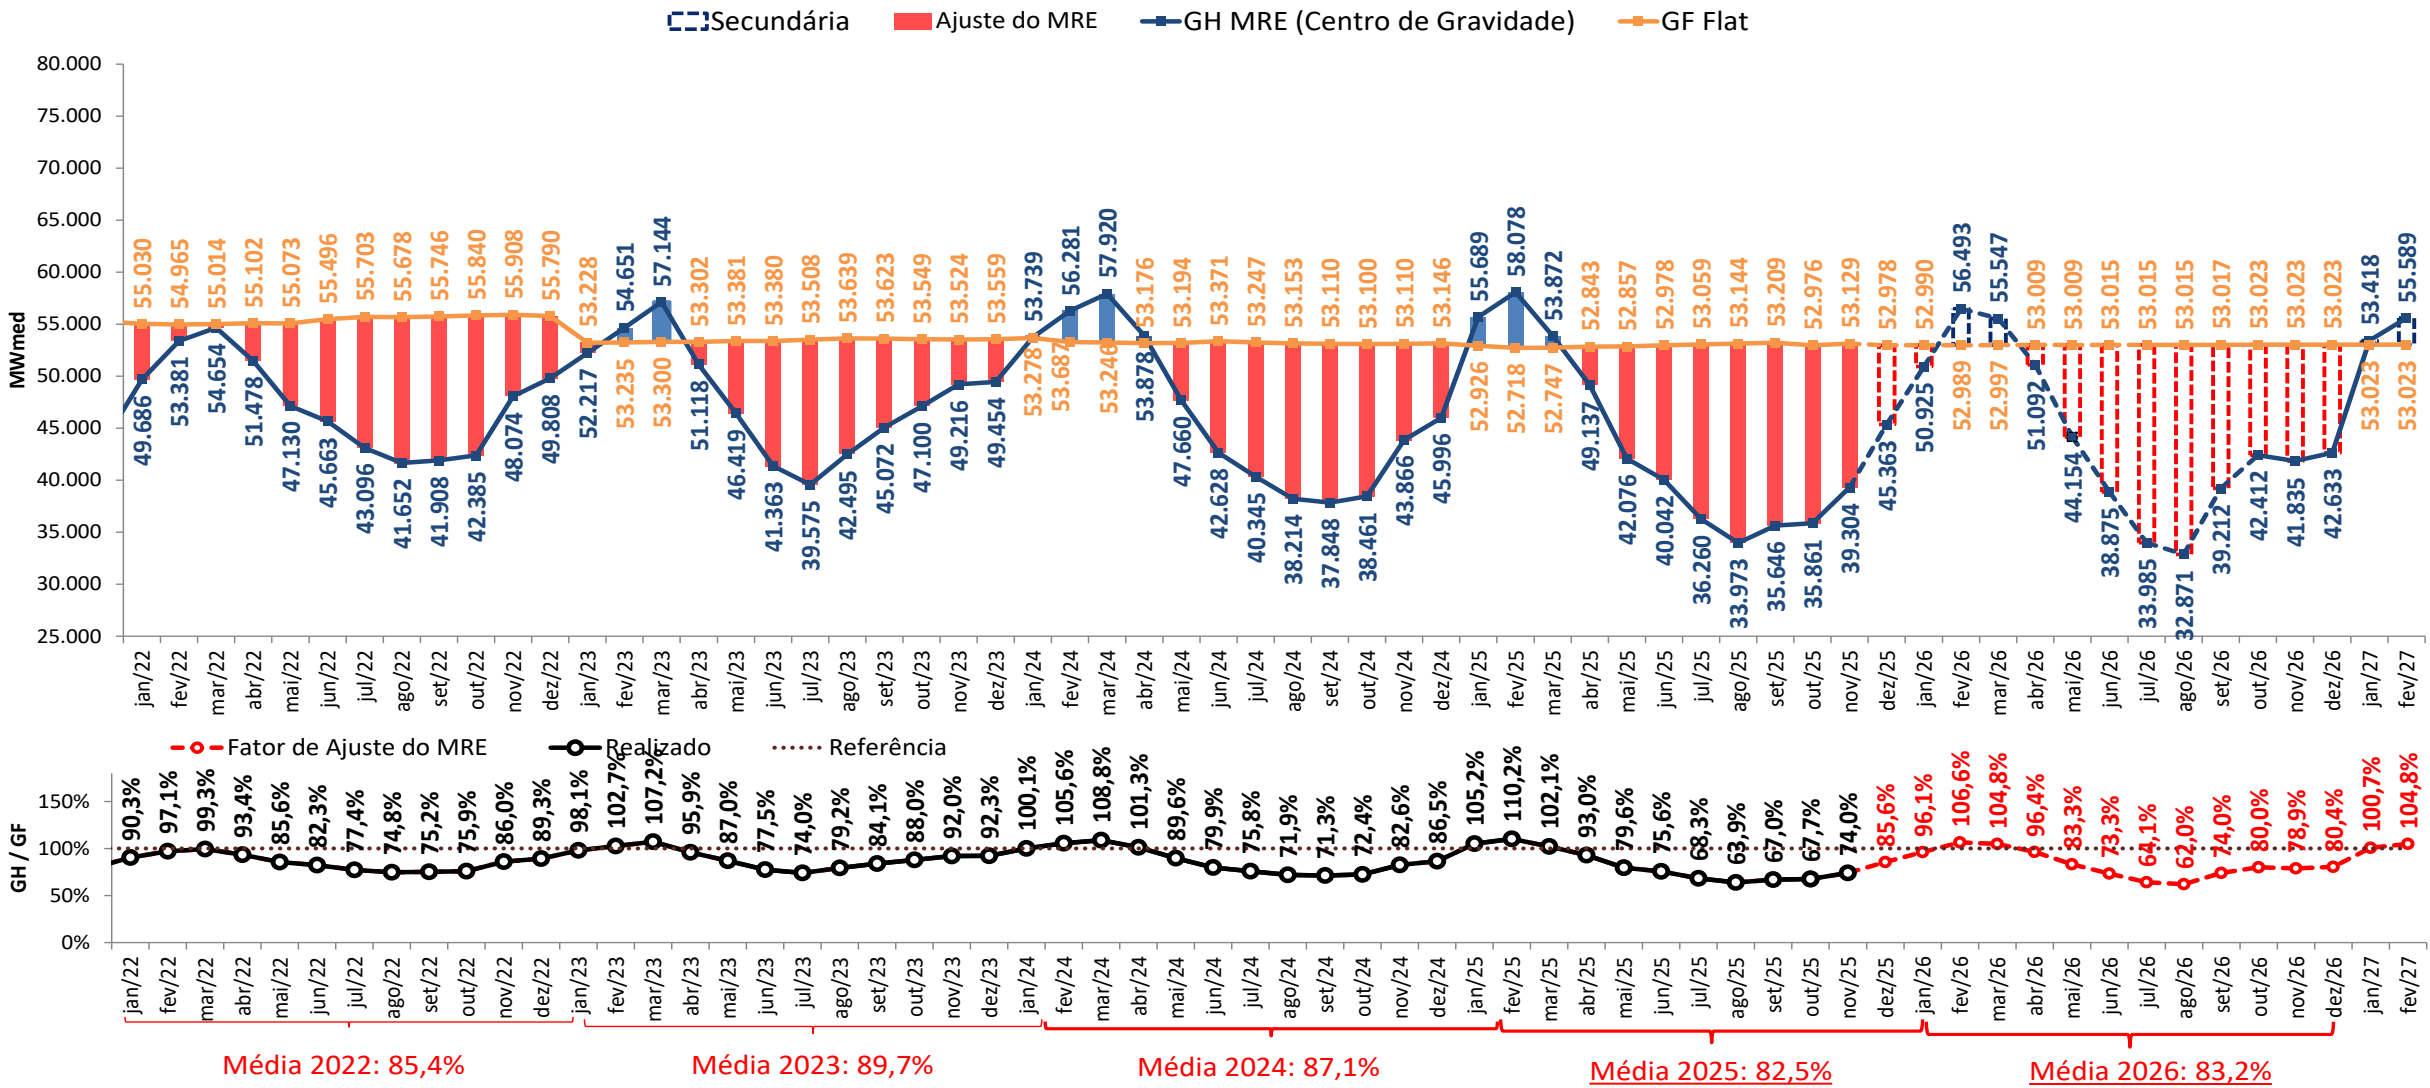 Secundária Ajuste do MRE GH MRE (Centro de Gravidade) GF Flat
80.000
75.000
70.000
65.000
60.000
55.000
50.000
45.000
40.000
35.000
30.000
25.000
MWmed
55.030 54.965 55.014 55.102 55.073 55.496 55.703 55.678 55.746 55.840 55.908 55.790 53.228 53.235 53.300 53.302 53.381 53.380 53.508 53.639 53.623 53.549 53.524 53.559 53.278 53.687 53.246 53.176 53.194 53.371 53.247 53.153 53.110 53.100 53.110 53.146 52.926 52.718 52.747 52.843 52.857 52.978 53.059 53.144 53.209 52.976 53.129 52.978 52.990 52.989 52.997 53.009 53.009 53.015 53.015 53.015 53.017 53.023 53.023 53.023 53.023 53.023
49.686 53.381 54.654 51.478 47.130 45.663 43.096 41.652 41.908 42.385 48.074 49.808 52.217 54.651 57.144 51.118 46.419 41.363 39.575 42.495 45.072 47.100 49.216 49.454 53.739 56.281 57.920 53.878 47.660 42.628 40.345 38.214 37.848 38.461 43.866 45.996 55.689 58.078 53.872 49.137 42.076 40.042 36.260 33.973 35.646 35.861 39.304 45.363 50.925 56.493 55.547 51.092 44.154 38.875 33.985 32.871 39.212 42.412 41.835 42.633 53.418 55.589
jan/22 fev/22 mar/22 abr/22 mai/22 jun/22 jul/22 ago/22 set/22 out/22 nov/22 dez/22 jan/23 fev/23 mar/23 abr/23 mai/23 jun/23 jul/23 ago/23 set/23 out/23 nov/23 dez/23 jan/24 fev/24 mar/24 abr/24 mai/24 jun/24 jul/24 ago/24 set/24 out/24 nov/24 dez/24 jan/25 fev/25 mar/25 abr/25 mai/25 jun/25 jul/25 ago/25 set/25 out/25 nov/25 dez/25 jan/26 fev/26 mar/26 abr/26 mai/26 jun/26 jul/26 ago/26 set/26 out/26 nov/26 dez/26 jan/27 fev/27
Fator de Ajuste do MRE Realizado Referência
90,3% 97,1% 99,3% 93,4% 85,6% 82,3% 77,4% 74,8% 75,2% 75,9% 86,0% 89,3% 98,1% 102,7% 107,2% 95,9% 87,0% 77,5% 74,0% 79,2% 84,1% 88,0% 92,0% 92,3% 100,1% 105,6% 108,8% 101,3% 89,6% 79,9% 75,8% 71,9% 71,3% 72,4% 82,6% 86,5% 105,2% 110,2% 102,1% 93,0% 79,6% 75,6% 68,3% 63,9% 67,0% 67,7% 74,0% 85,6% 96,1% 106,6% 104,8% 96,4% 83,3% 73,3% 64,1% 62,0% 74,0% 80,0% 78,9% 80,4% 100,7% 104,8%
150%
100%
50%
0%
GH / GF
jan/22 fev/22 mar/22 abr/22 mai/22 jun/22 jul/22 ago/22 set/22 out/22 nov/22 dez/22 jan/23 fev/23 mar/23 abr/23 mai/23 jun/23 jul/23 ago/23 set/23 out/23 nov/23 dez/23 jan/24 fev/24 mar/24 abr/24 mai/24 jun/24 jul/24 ago/24 set/24 out/24 nov/24 dez/24 jan/25 fev/25 mar/25 abr/25 mai/25 jun/25 jul/25 ago/25 set/25 out/25 nov/25 dez/25 jan/26 fev/26 mar/26 abr/26 mai/26 jun/26 jul/26 ago/26 set/26 out/26 nov/26 dez/26 jan/27 fev/27
Média 2022: 85,4% Média 2023: 89,7% Média 2024: 87,1% Média 2025: 82,5% Média 2026: 83,2%